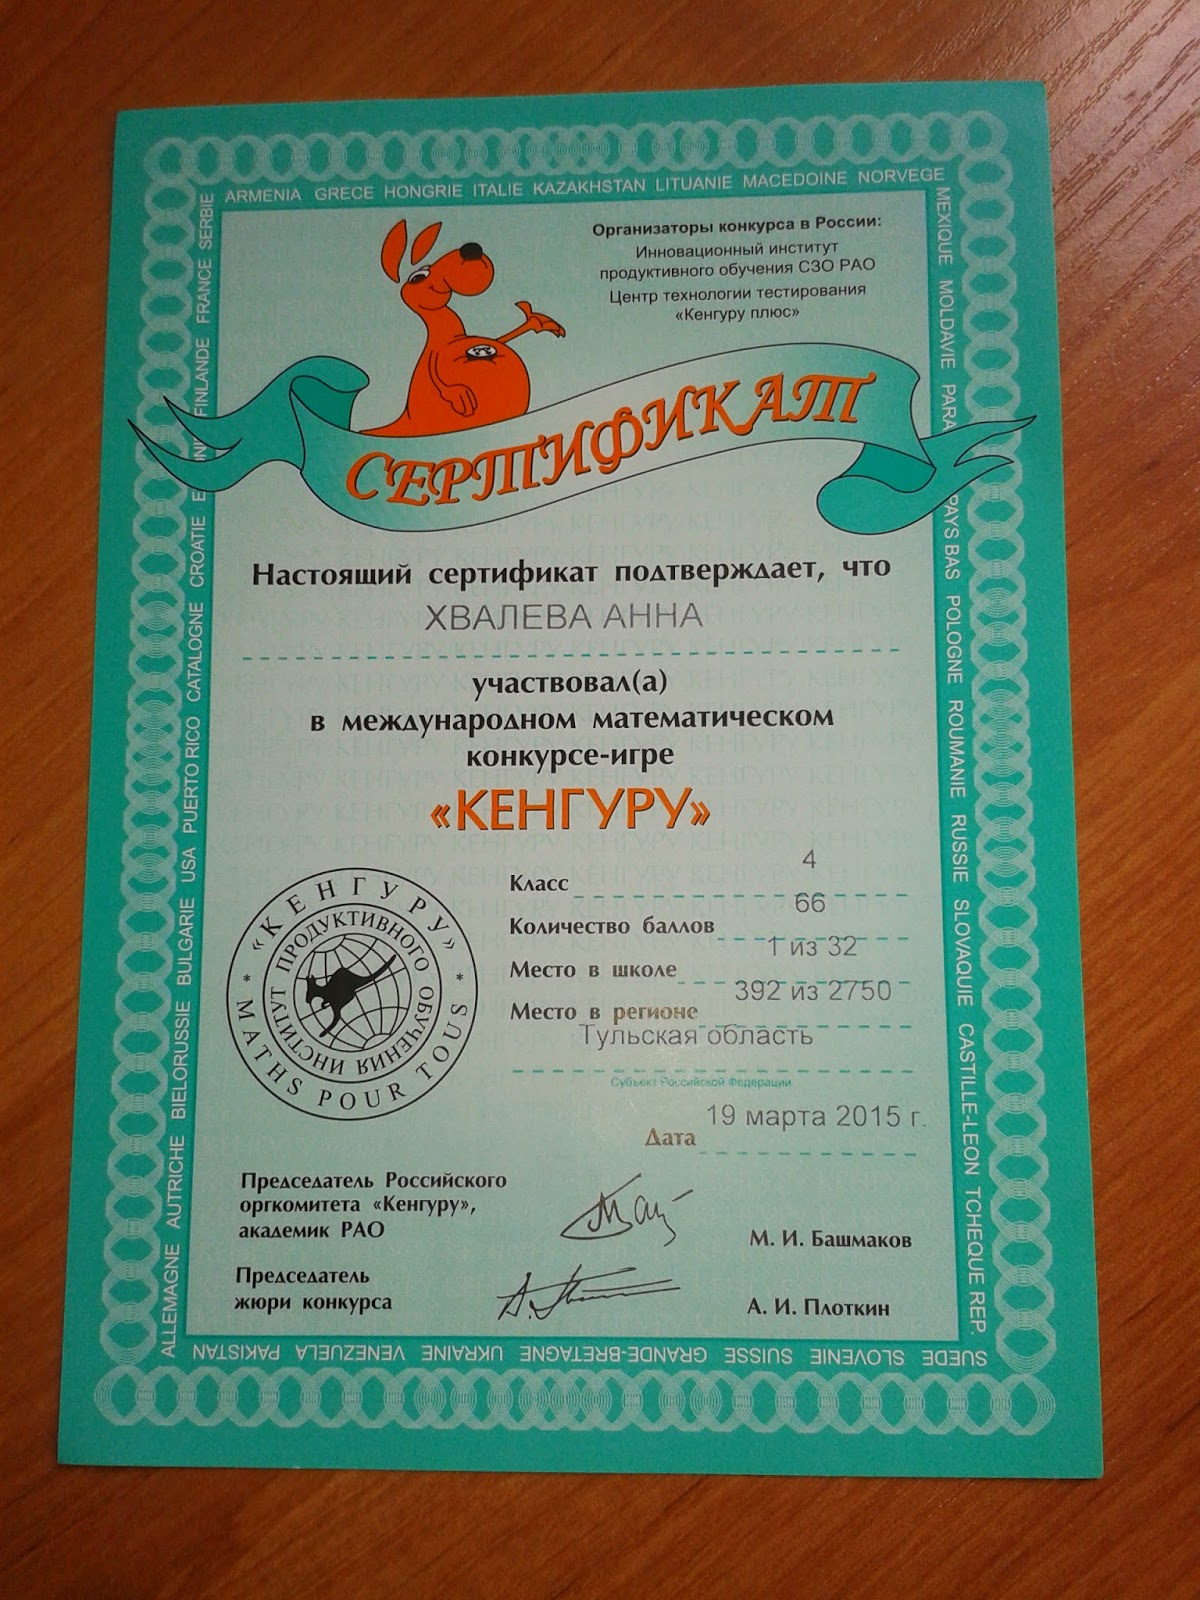 ARMENIA GRECE HONGRIE ITALIE KAZAKHSTAN LITUANIE MACEDOINE NORVEGE
Организаторы конкурса в России:
Инновационный институт
продуктивного обучения СЗО РАО
Центр технологии тестирования
«Кенгуру плюс»
СЕРТИФИКАТ
Настоящий сертификат подтверждает, что
ХВАЛЕВА АННА
участвовал(а)
в международном математическом
конкурсе-игре
«КЕНГУРУ»
Класс 4
Количество баллов 66
Место в школе 1 из 32
Место в регионе 392 из 2750
Тульская область
Субъект Российской Федерации
Дата 19 марта 2015 г.
«КЕНГУРУ»
ИНСТИТУТ ПРОДУКТИВНОГО ОБУЧЕНИЯ
* MATHS POUR TOUS *
Председатель Российского
оргкомитета «Кенгуру»,
академик РАО
М. И. Башмаков
Председатель
жюри конкурса
А. И. Плоткин
MEXIQUE MOLDAVIE PAYS BAS POLOGNE ROUMANIE RUSSIE SLOVAQUIE CASTILLE-LEON TCHEQUE REP.
SUEDE SLOVENIE SUISSE GRANDE-BRETAGNE UKRAINE VENEZUELA PAKISTAN
ALLEMAGNE AUTRICHE BIELORUSSIE BULGARIE USA PUERTO RICO CATALOGNE CROATIE FINLANDE FRANCE SERBIE